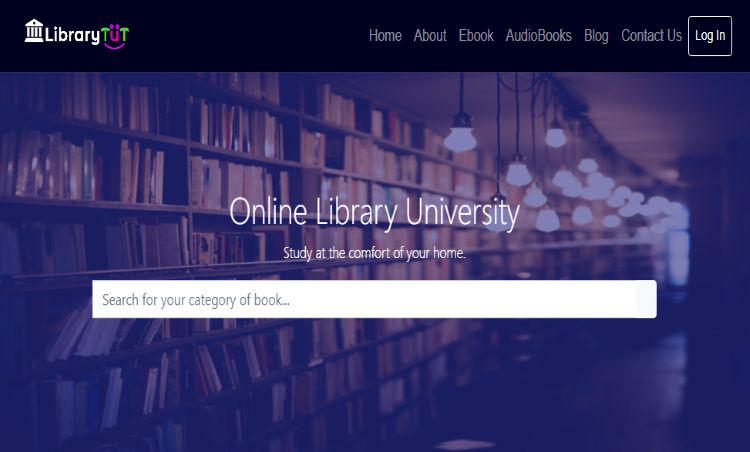 LibraryTüT
Home About Ebook AudioBooks Blog Contact Us Log In
Online Library University
Study at the comfort of your home.
Search for your category of book...